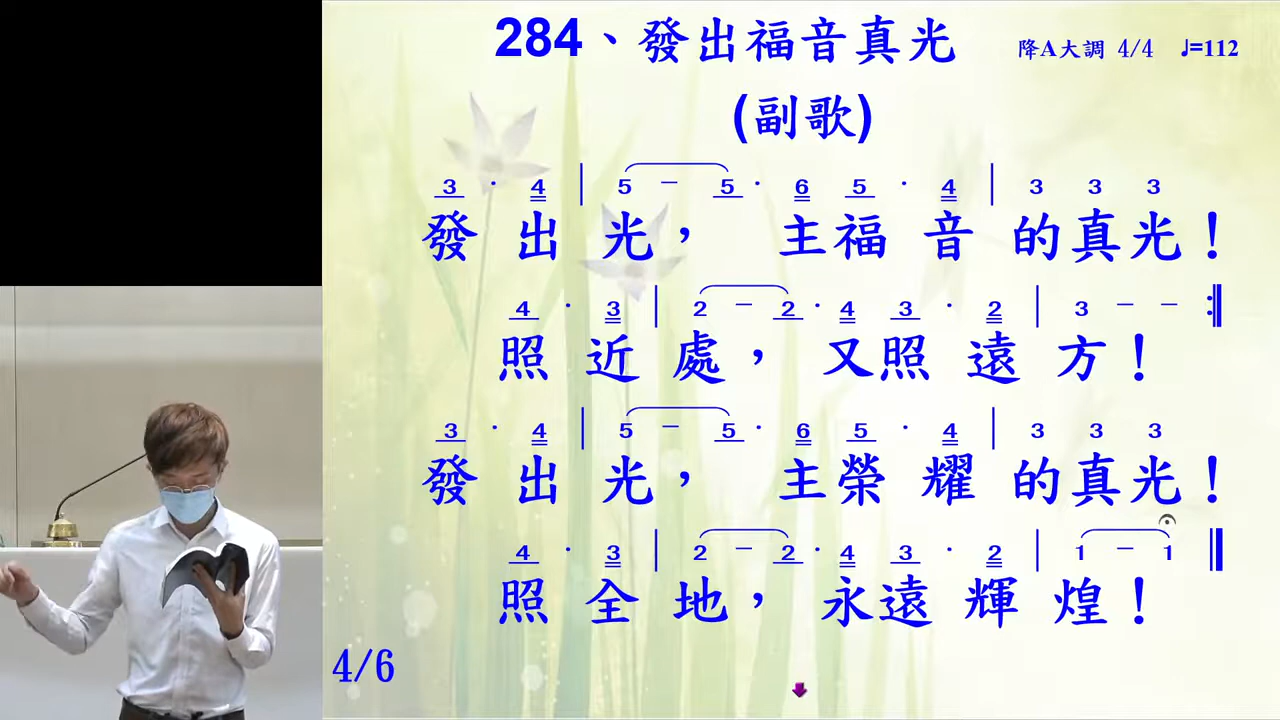 284、發出福音真光 降A大調 4/4 ♩=112
(副歌)
3 · 4 | 5 – 5 · 6 5 · 4 | 3 3 3
發 出 光， 主福 音 的真光！
4 · 3 | 2 – 2 · 4 3 · 2 | 3 – – :‖
照 近 處， 又照 遠 方！
3 · 4 | 5 – 5 · 6 5 · 4 | 3 3 3
發 出 光， 主榮 耀 的真光！
4 · 3 | 2 – 2 · 4 3 · 2 | 1 – 1 ‖
照 全 地， 永遠 輝 煌！
4/6